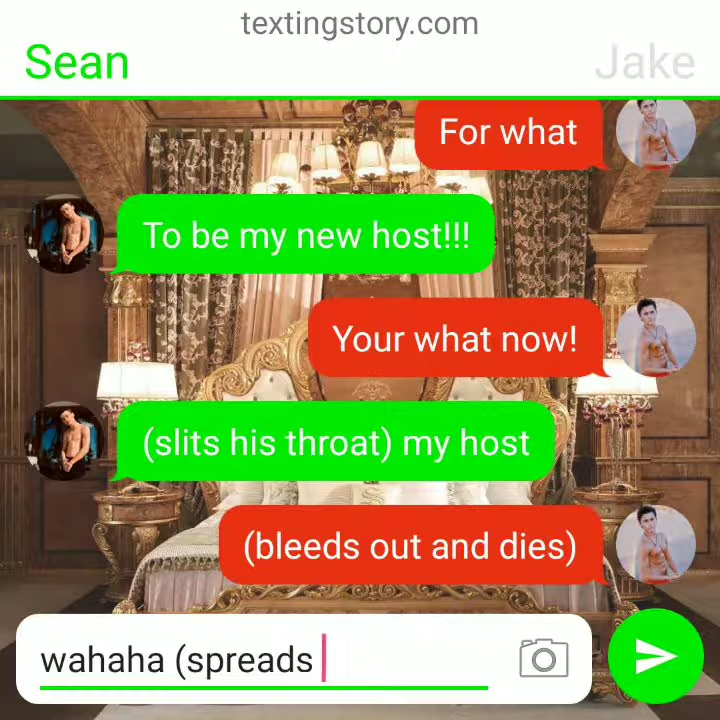 textingstory.com
Sean
Jake
For what
To be my new host!!!
Your what now!
(slits his throat) my host
(bleeds out and dies)
wahaha (spreads